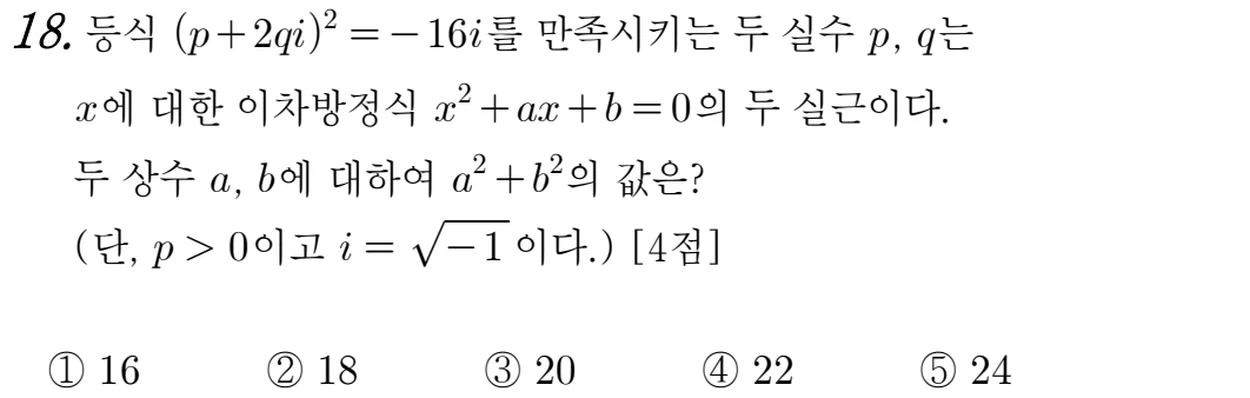 18. 등식 (p+2qi)² = −16i를 만족시키는 두 실수 p, q는
x에 대한 이차방정식 x²+ax+b=0의 두 실근이다.
두 상수 a, b에 대하여 a²+b²의 값은?
(단, p > 0이고 i = √−1 이다.) [4점]
① 16 ② 18 ③ 20 ④ 22 ⑤ 24